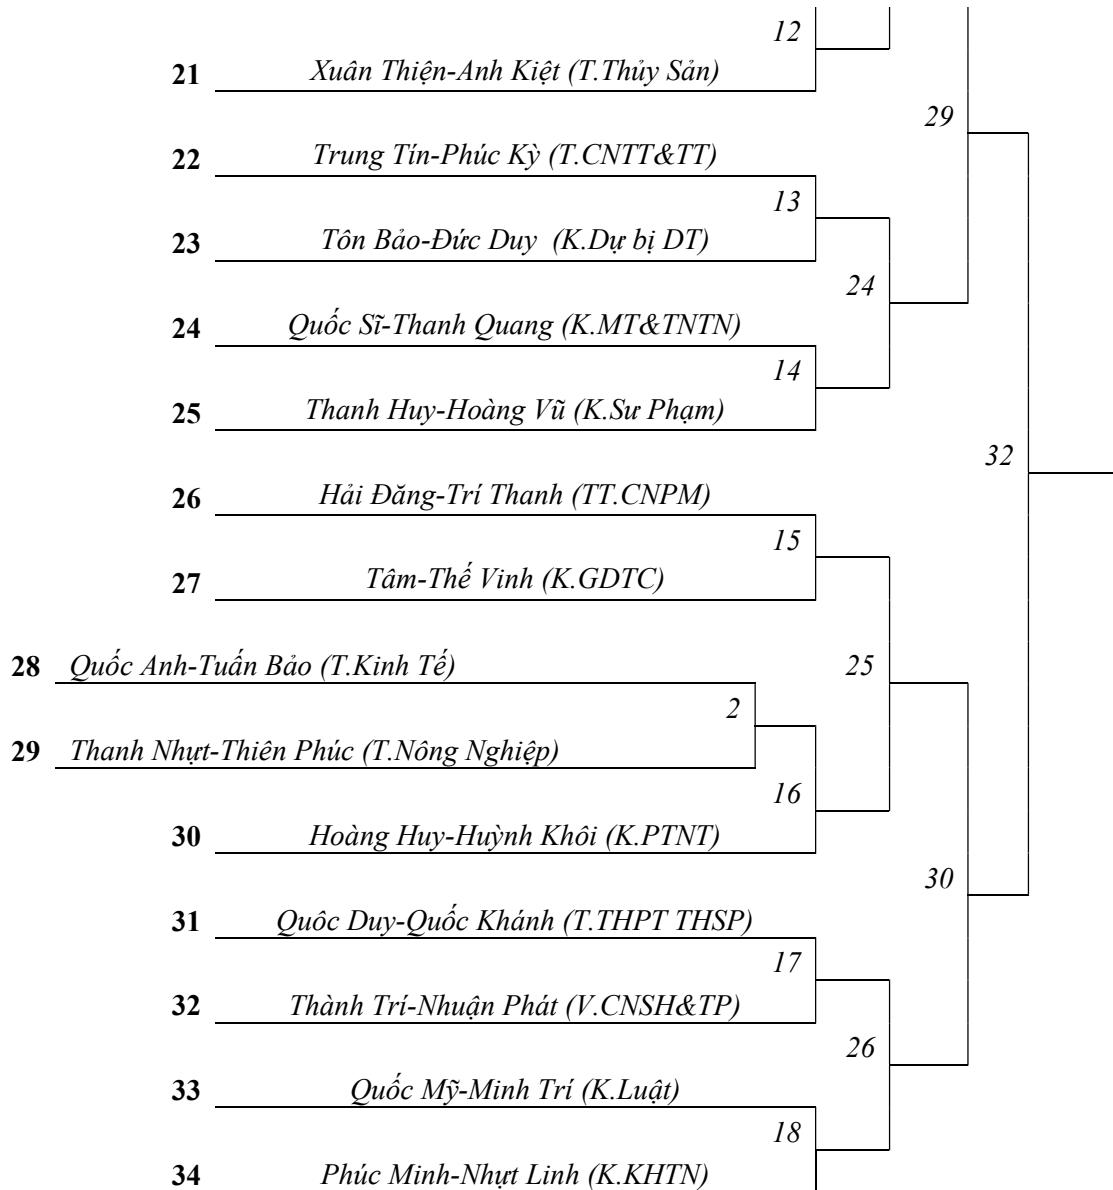 12
21 Xuân Thiện-Anh Kiệt (T.Thủy Sản)
29
22 Trung Tín-Phúc Kỳ (T.CNTT&TT)
13
23 Tôn Bảo-Đức Duy (K.Dự bị DT)
24
24 Quốc Sĩ-Thanh Quang (K.MT&TNTN)
14
25 Thanh Huy-Hoàng Vũ (K.Sư Phạm)
32
26 Hải Đăng-Trí Thanh (TT.CNPM)
15
27 Tâm-Thế Vinh (K.GDTC)
28 Quốc Anh-Tuấn Bảo (T.Kinh Tế)
25
2
29 Thanh Nhựt-Thiên Phúc (T.Nông Nghiệp)
16
30 Hoàng Huy-Huỳnh Khôi (K.PTNT)
30
31 Quôc Duy-Quốc Khánh (T.THPT THSP)
17
32 Thành Trí-Nhuận Phát (V.CNSH&TP)
26
33 Quốc Mỹ-Minh Trí (K.Luật)
18
34 Phúc Minh-Nhựt Linh (K.KHTN)